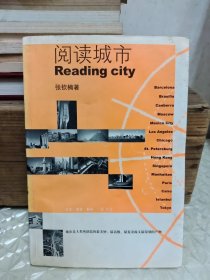 阅读城市
Reading city
张钦楠著
Barcelona
Brasilia
Canberra
Moscow
Mexico City
Los Angeles
Chicago
St. Petersburg
Hong Kong
Singapore
Manhattan
Paris
Cairo
Istanbul
Tokyo